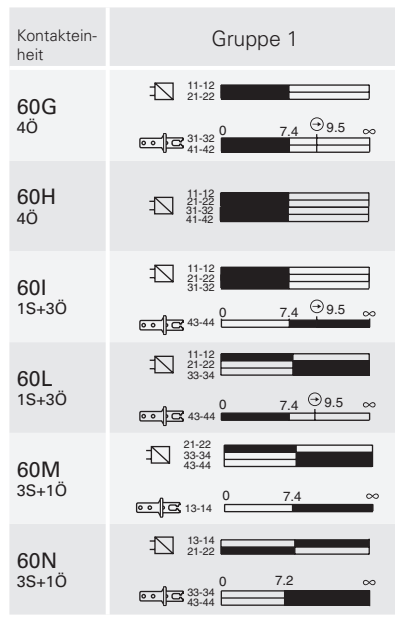 Kontaktein-
heit
Gruppe 1
60G
4Ö
11-12
21-22
0 7.4 9.5 ∞
31-32
41-42
60H
4Ö
11-12
21-22
31-32
41-42
60I
1S+3Ö
11-12
21-22
31-32
0 7.4 9.5 ∞
43-44
60L
1S+3Ö
11-12
21-22
33-34
0 7.4 9.5 ∞
43-44
60M
3S+1Ö
21-22
33-34
43-44
0 7.4 ∞
13-14
60N
3S+1Ö
13-14
21-22
0 7.2 ∞
33-34
43-44